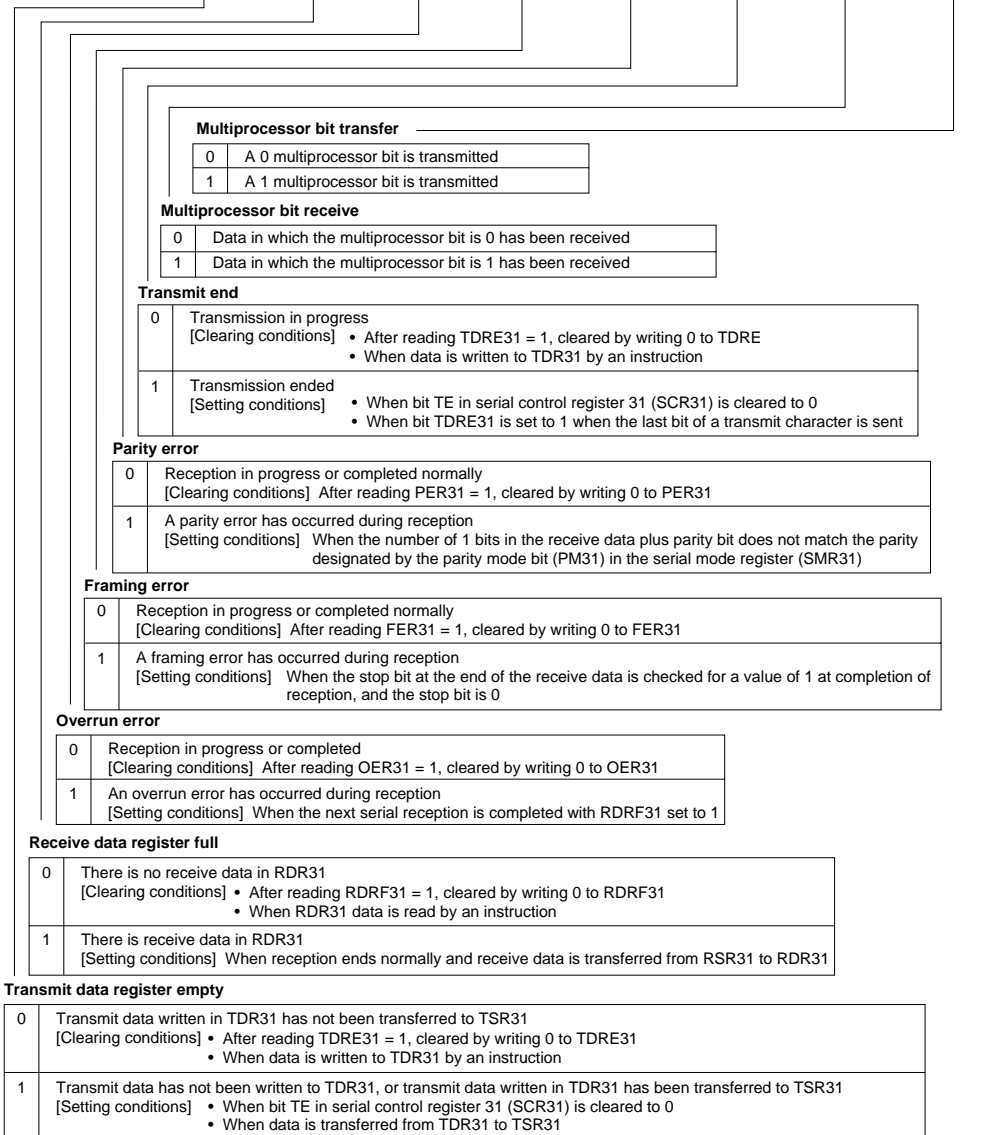 Multiprocessor bit transfer
0 A 0 multiprocessor bit is transmitted
1 A 1 multiprocessor bit is transmitted
Multiprocessor bit receive
0 Data in which the multiprocessor bit is 0 has been received
1 Data in which the multiprocessor bit is 1 has been received
Transmit end
0 Transmission in progress
[Clearing conditions] • After reading TDRE31 = 1, cleared by writing 0 to TDRE
• When data is written to TDR31 by an instruction
1 Transmission ended
[Setting conditions] • When bit TE in serial control register 31 (SCR31) is cleared to 0
• When bit TDRE31 is set to 1 when the last bit of a transmit character is sent
Parity error
0 Reception in progress or completed normally
[Clearing conditions] After reading PER31 = 1, cleared by writing 0 to PER31
1 A parity error has occurred during reception
[Setting conditions] When the number of 1 bits in the receive data plus parity bit does not match the parity
designated by the parity mode bit (PM31) in the serial mode register (SMR31)
Framing error
0 Reception in progress or completed normally
[Clearing conditions] After reading FER31 = 1, cleared by writing 0 to FER31
1 A framing error has occurred during reception
[Setting conditions] When the stop bit at the end of the receive data is checked for a value of 1 at completion of
reception, and the stop bit is 0
Overrun error
0 Reception in progress or completed
[Clearing conditions] After reading OER31 = 1, cleared by writing 0 to OER31
1 An overrun error has occurred during reception
[Setting conditions] When the next serial reception is completed with RDRF31 set to 1
Receive data register full
0 There is no receive data in RDR31
[Clearing conditions] • After reading RDRF31 = 1, cleared by writing 0 to RDRF31
• When RDR31 data is read by an instruction
1 There is receive data in RDR31
[Setting conditions] When reception ends normally and receive data is transferred from RSR31 to RDR31
Transmit data register empty
0 Transmit data written in TDR31 has not been transferred to TSR31
[Clearing conditions] • After reading TDRE31 = 1, cleared by writing 0 to TDRE31
• When data is written to TDR31 by an instruction
1 Transmit data has not been written to TDR31, or transmit data written in TDR31 has been transferred to TSR31
[Setting conditions] • When bit TE in serial control register 31 (SCR31) is cleared to 0
• When data is transferred from TDR31 to TSR31